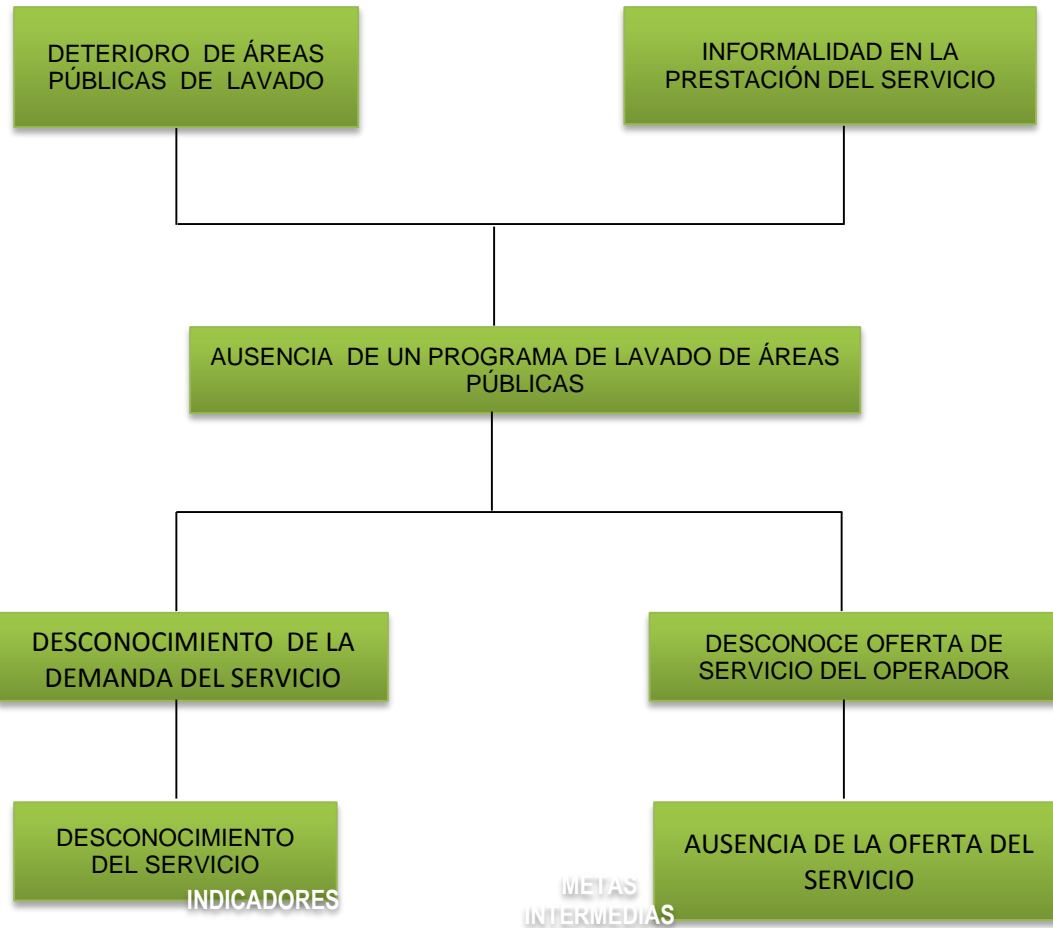 DETERIORO DE ÁREAS
PÚBLICAS DE LAVADO
INFORMALIDAD EN LA
PRESTACIÓN DEL SERVICIO
AUSENCIA DE UN PROGRAMA DE LAVADO DE ÁREAS
PÚBLICAS
DESCONOCIMIENTO DE LA
DEMANDA DEL SERVICIO
DESCONOCE OFERTA DE
SERVICIO DEL OPERADOR
DESCONOCIMIENTO
DEL SERVICIO
AUSENCIA DE LA OFERTA DEL
SERVICIO
INDICADORES
METAS
INTERMEDIAS